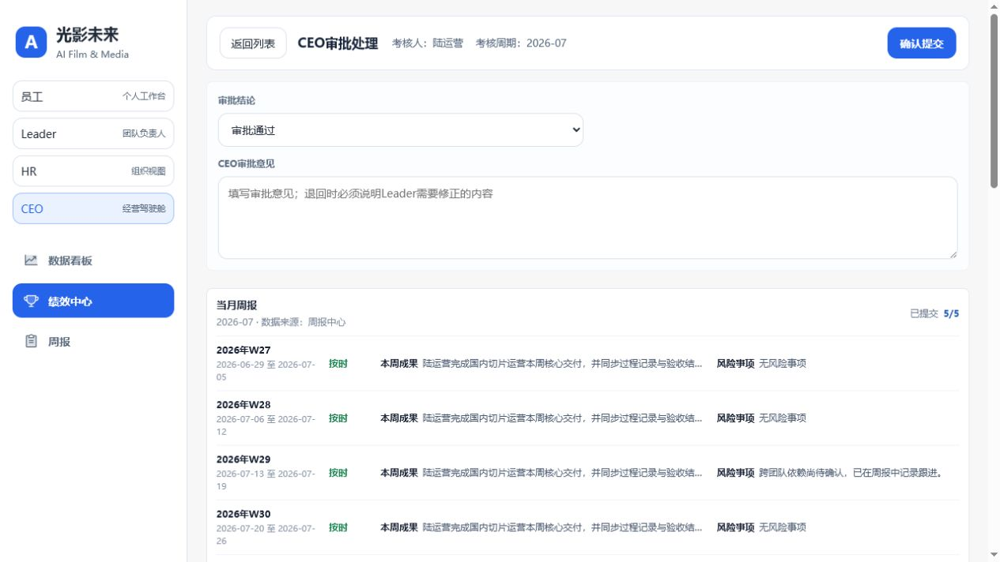 A
光影未来
AI Film & Media
员工 个人工作台
Leader 团队负责人
HR 组织视图
CEO 经营驾驶舱
数据看板
绩效中心
周报
返回列表 CEO审批处理 考核人：陆运营 考核周期：2026-07 确认提交
审批结论
审批通过
CEO审批意见
填写审批意见；退回时必须说明Leader需要修正的内容
当月周报
2026-07 · 数据来源：周报中心
已提交 5/5
2026年W27
2026-06-29 至 2026-07-
05
按时 本周成果 陆运营完成国内切片运营本周核心交付，并同步过程记录与验收结... 风险事项 无风险事项
2026年W28
2026-07-06 至 2026-07-
12
按时 本周成果 陆运营完成国内切片运营本周核心交付，并同步过程记录与验收结... 风险事项 无风险事项
2026年W29
2026-07-13 至 2026-07-
19
按时 本周成果 陆运营完成国内切片运营本周核心交付，并同步过程记录与验收结... 风险事项 跨团队依赖尚待确认，已在周报中记录跟进。
2026年W30
2026-07-20 至 2026-07-
26
按时 本周成果 陆运营完成国内切片运营本周核心交付，并同步过程记录与验收结... 风险事项 无风险事项